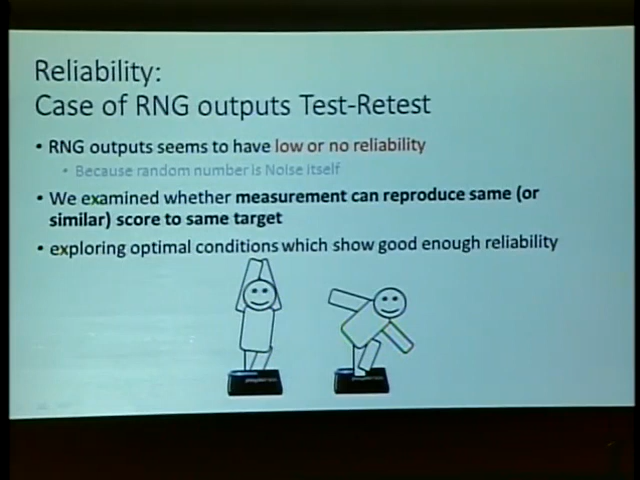 Reliability:
Case of RNG outputs Test-Retest
• RNG outputs seems to have low or no reliability
• Because random number is Noise itself
• We examined whether measurement can reproduce same (or
similar) score to same target
• exploring optimal conditions which show good enough reliability